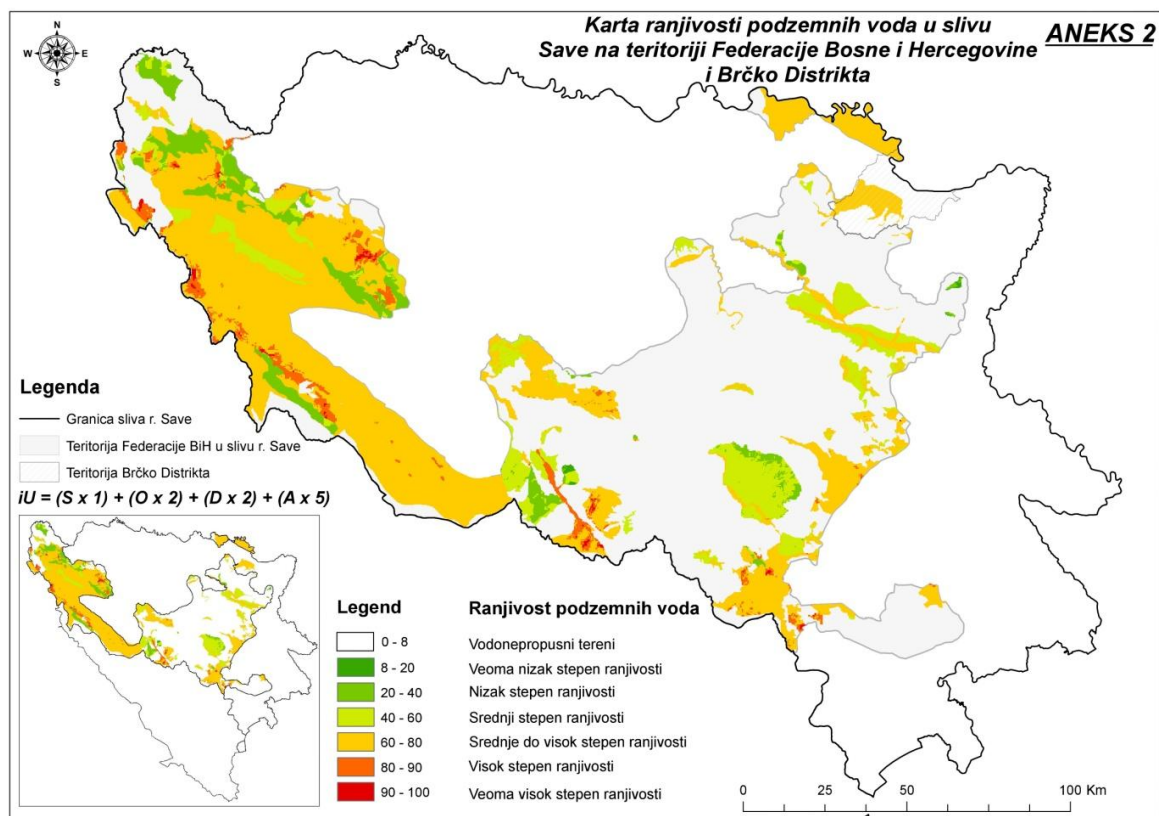 N
W E
S
Karta ranjivosti podzemnih voda u slivu
Save na teritoriji Federacije Bosne i Hercegovine
i Brčko Distrikta
ANEKS 2
Legenda
Granica sliva r. Save
Teritorija Federacije BiH u slivu r. Save
Teritorija Brčko Distrikta
iU = (S x 1) + (O x 2) + (D x 2) + (A x 5)
Legend Ranjivost podzemnih voda
0 - 8 Vodonepropusni tereni
8 - 20 Veoma nizak stepen ranjivosti
20 - 40 Nizak stepen ranjivosti
40 - 60 Srednji stepen ranjivosti
60 - 80 Srednje do visok stepen ranjivosti
80 - 90 Visok stepen ranjivosti
90 - 100 Veoma visok stepen ranjivosti
0 25 50 100 Km